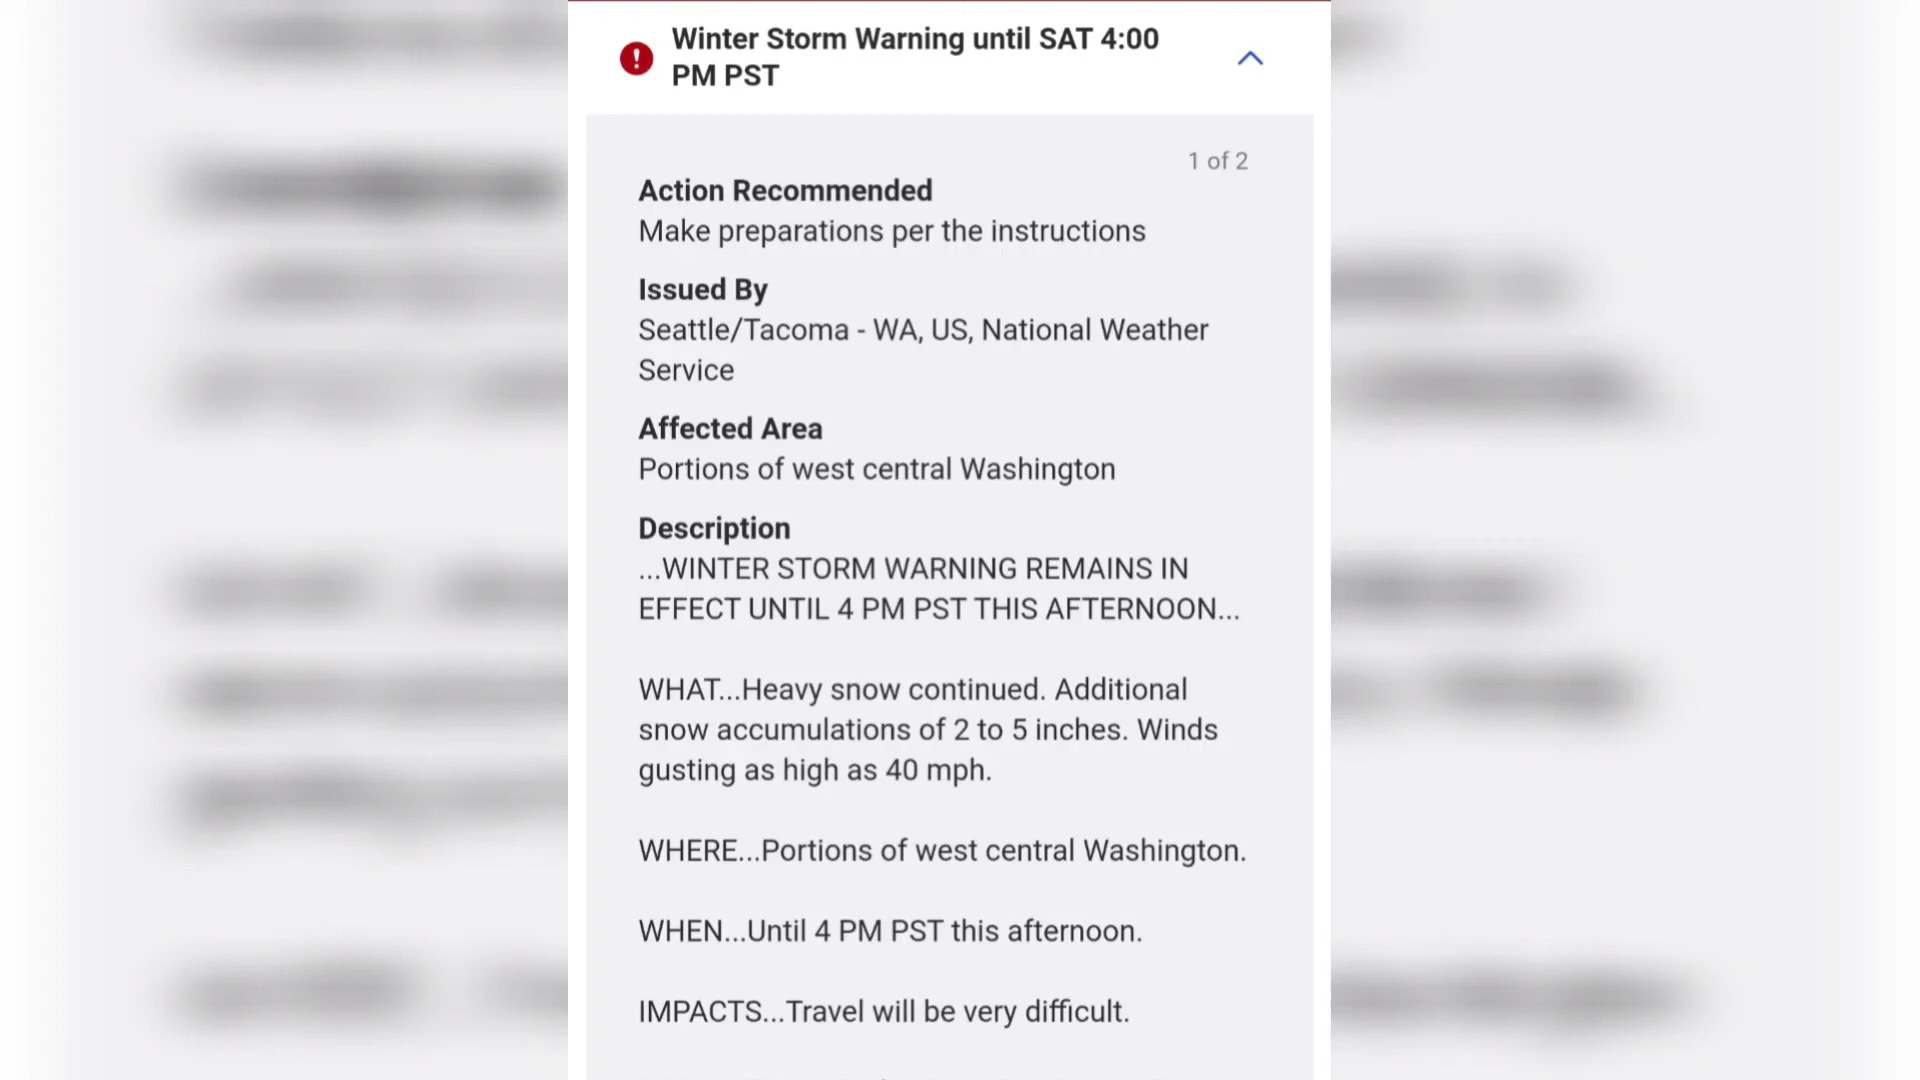 Winter Storm Warning until SAT 4:00
PM PST
1 of 2
Action Recommended
Make preparations per the instructions
Issued By
Seattle/Tacoma - WA, US, National Weather
Service
Affected Area
Portions of west central Washington
Description
...WINTER STORM WARNING REMAINS IN
EFFECT UNTIL 4 PM PST THIS AFTERNOON...
WHAT...Heavy snow continued. Additional
snow accumulations of 2 to 5 inches. Winds
gusting as high as 40 mph.
WHERE...Portions of west central Washington.
WHEN...Until 4 PM PST this afternoon.
IMPACTS...Travel will be very difficult.